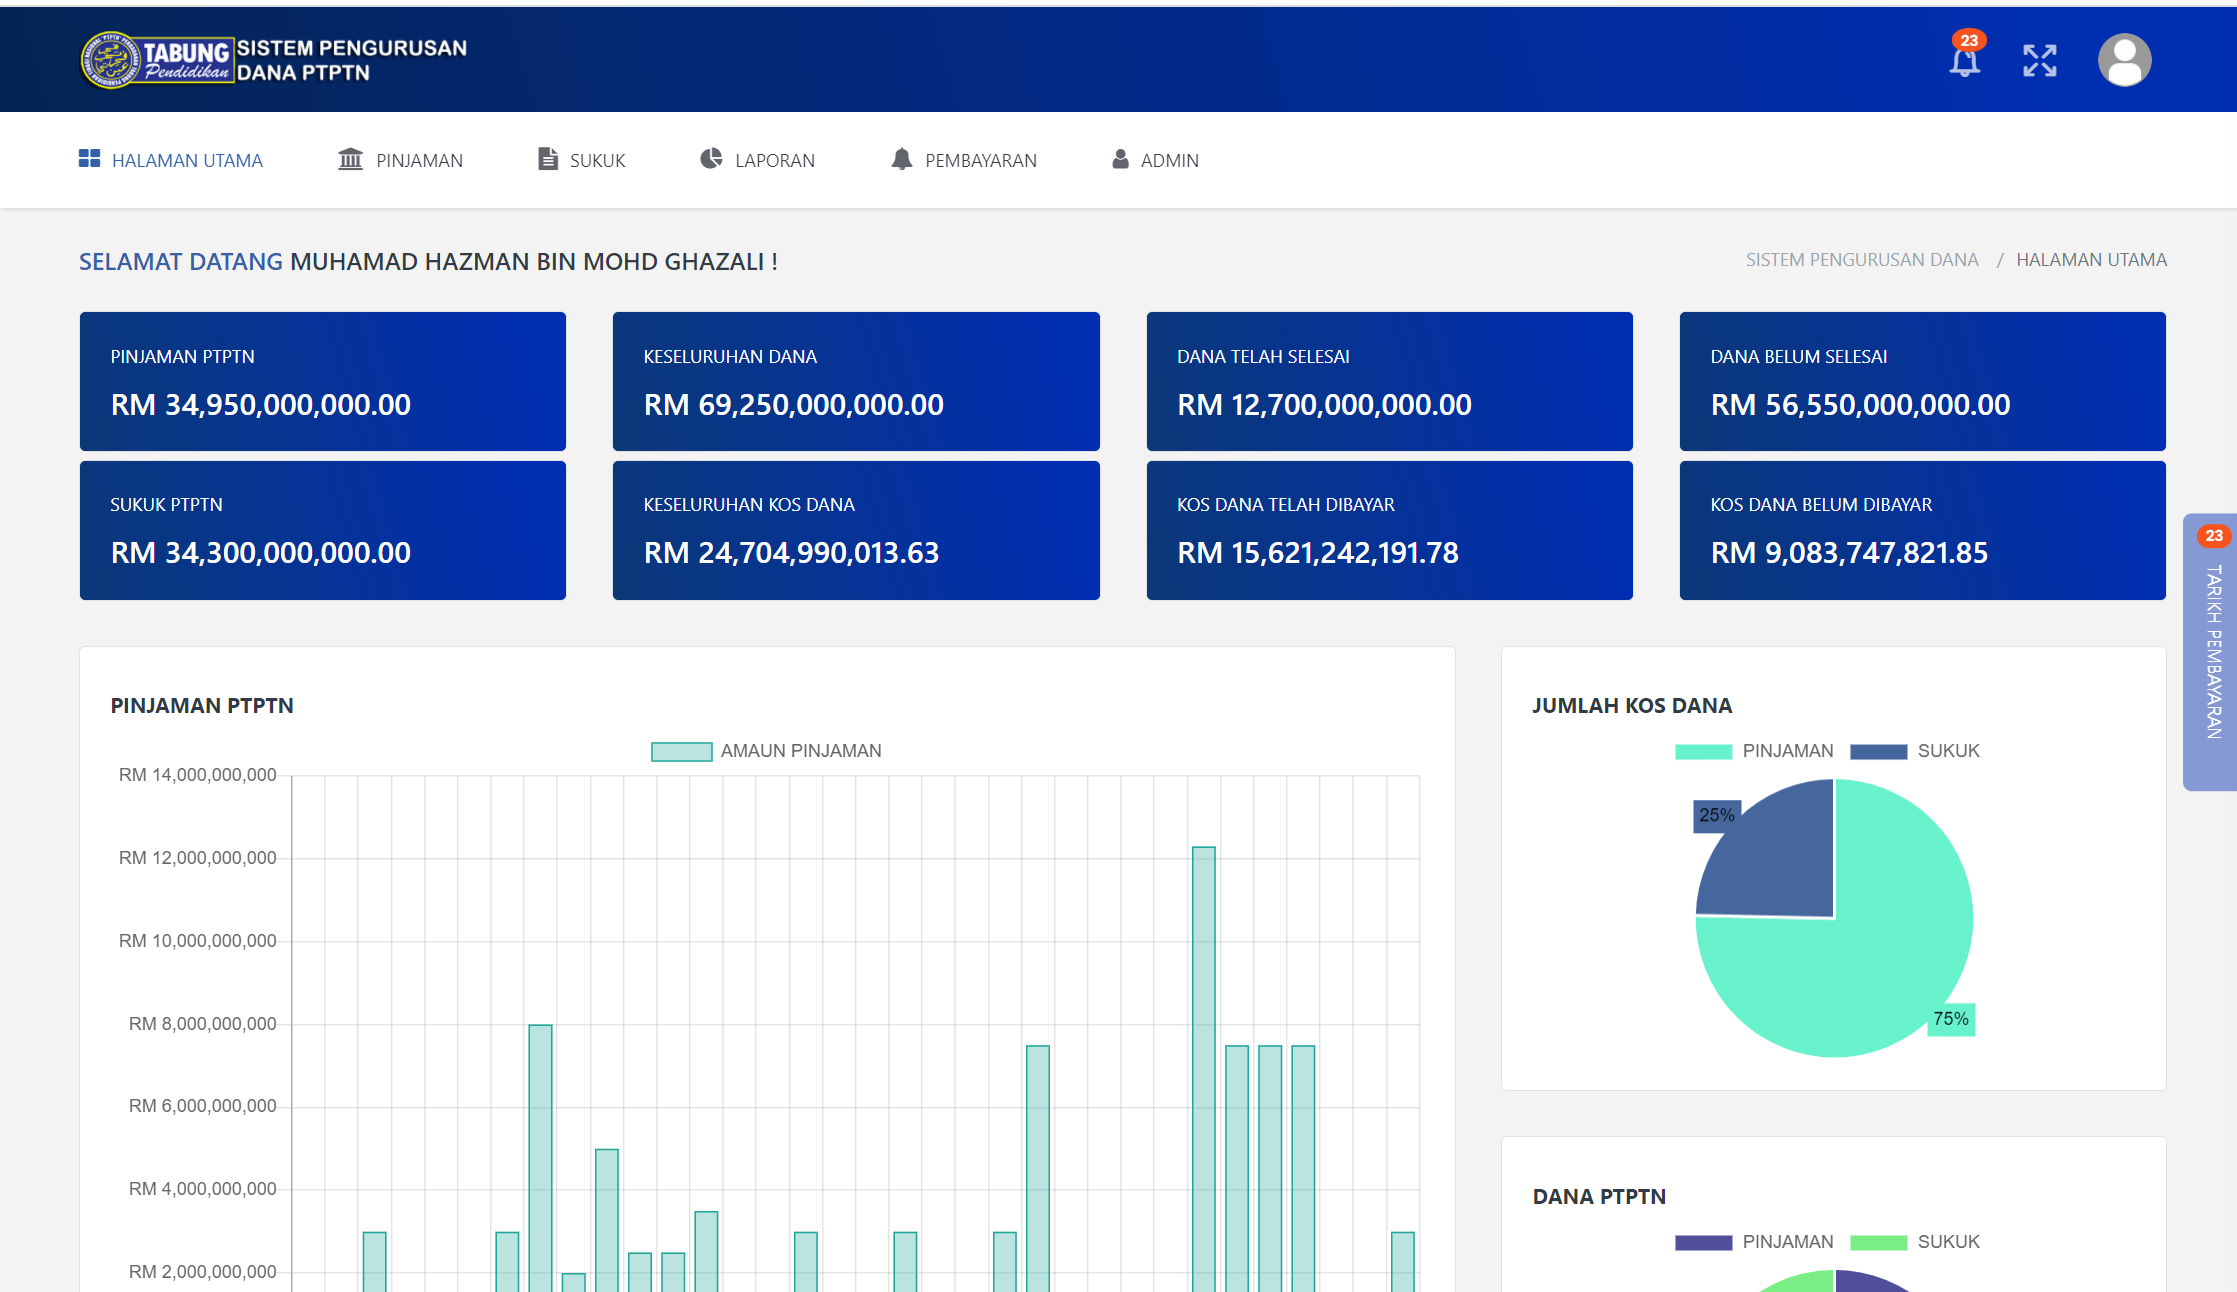 TABUNG
Pendidikan
SISTEM PENGURUSAN
DANA PTPTN
23
HALAMAN UTAMA
PINJAMAN
SUKUK
LAPORAN
PEMBAYARAN
ADMIN
SELAMAT DATANG MUHAMAD HAZMAN BIN MOHD GHAZALI !
SISTEM PENGURUSAN DANA / HALAMAN UTAMA
PINJAMAN PTPTN
RM 34,950,000,000.00
KESELURUHAN DANA
RM 69,250,000,000.00
DANA TELAH SELESAI
RM 12,700,000,000.00
DANA BELUM SELESAI
RM 56,550,000,000.00
SUKUK PTPTN
RM 34,300,000,000.00
KESELURUHAN KOS DANA
RM 24,704,990,013.63
KOS DANA TELAH DIBAYAR
RM 15,621,242,191.78
KOS DANA BELUM DIBAYAR
RM 9,083,747,821.85
23
TARIKH PEMBAYARAN
PINJAMAN PTPTN
AMAUN PINJAMAN
RM 14,000,000,000
RM 12,000,000,000
RM 10,000,000,000
RM 8,000,000,000
RM 6,000,000,000
RM 4,000,000,000
RM 2,000,000,000
JUMLAH KOS DANA
PINJAMAN
SUKUK
25%
75%
DANA PTPTN
PINJAMAN
SUKUK